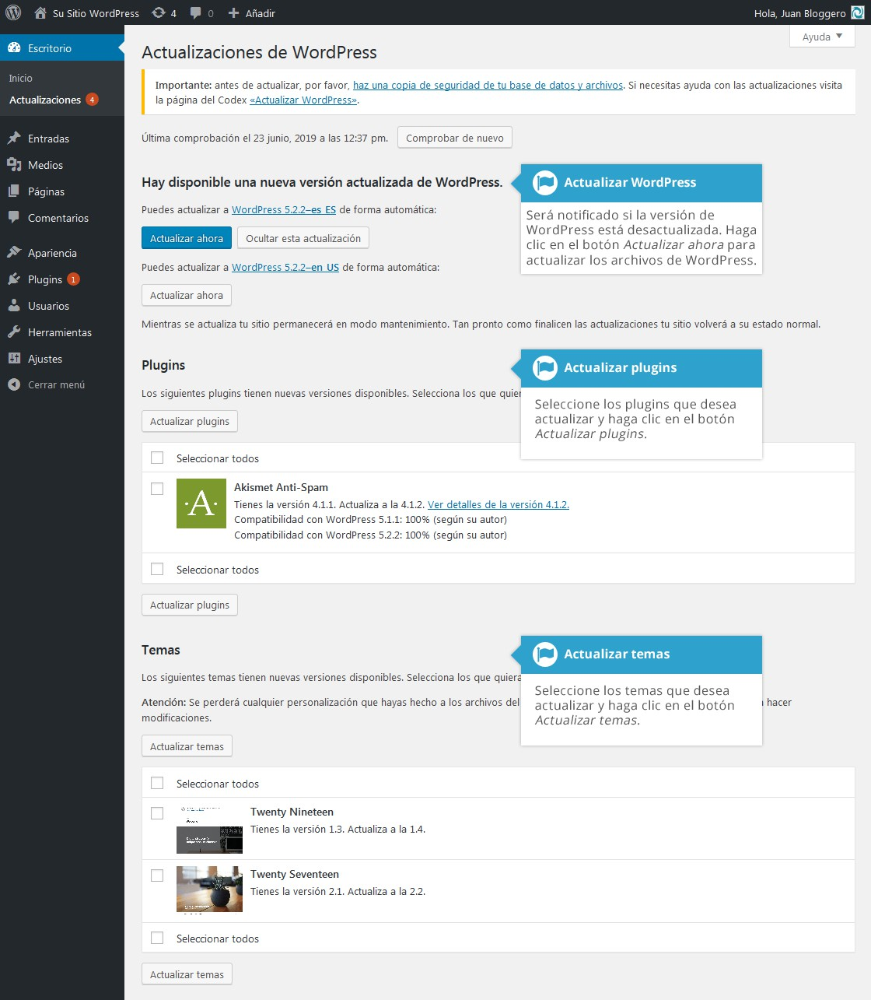 Su Sitio WordPress 4 0 Añadir Hola, Juan Bloggero
Escritorio
Inicio
Actualizaciones 4
Entradas
Medios
Páginas
Comentarios
Apariencia
Plugins 1
Usuarios
Herramientas
Ajustes
Cerrar menú
Ayuda
Actualizaciones de WordPress
Importante: antes de actualizar, por favor, haz una copia de seguridad de tu base de datos y archivos. Si necesitas ayuda con las actualizaciones visita
la página del Codex «Actualizar WordPress».
Última comprobación el 23 junio, 2019 a las 12:37 pm. Comprobar de nuevo
Hay disponible una nueva versión actualizada de WordPress.
Puedes actualizar a WordPress 5.2.2–es_ES de forma automática:
Actualizar ahora Ocultar esta actualización
Puedes actualizar a WordPress 5.2.2–en_US de forma automática:
Actualizar ahora
Actualizar WordPress
Será notificado si la versión de
WordPress está desactualizada. Haga
clic en el botón Actualizar ahora para
actualizar los archivos de WordPress.
Mientras se actualiza tu sitio permanecerá en modo mantenimiento. Tan pronto como finalicen las actualizaciones tu sitio volverá a su estado normal.
Plugins
Los siguientes plugins tienen nuevas versiones disponibles. Selecciona los que quier
Actualizar plugins
Actualizar plugins
Seleccione los plugins que desea
actualizar y haga clic en el botón
Actualizar plugins.
Seleccionar todos
A
Akismet Anti-Spam
Tienes la versión 4.1.1. Actualiza a la 4.1.2. Ver detalles de la versión 4.1.2.
Compatibilidad con WordPress 5.1.1: 100% (según su autor)
Compatibilidad con WordPress 5.2.2: 100% (según su autor)
Seleccionar todos
Actualizar plugins
Temas
Los siguientes temas tienen nuevas versiones disponibles. Selecciona los que quiera
Atención: Se perderá cualquier personalización que hayas hecho a los archivos del hacer
modificaciones.
Actualizar temas
Actualizar temas
Seleccione los temas que desea
actualizar y haga clic en el botón
Actualizar temas.
Seleccionar todos
Twenty Nineteen
Tienes la versión 1.3. Actualiza a la 1.4.
Twenty Seventeen
Tienes la versión 2.1. Actualiza a la 2.2.
Seleccionar todos
Actualizar temas